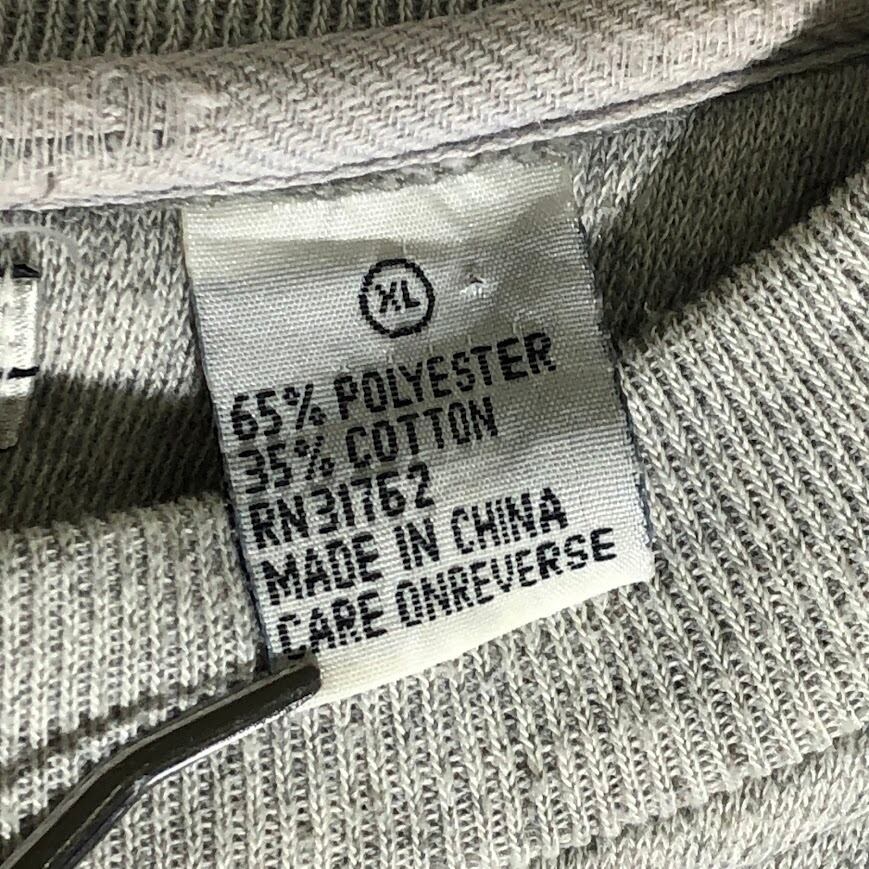 XL
65% POLYESTER
35% COTTON
RN31762
MADE IN CHINA
CARE ONREVERSE